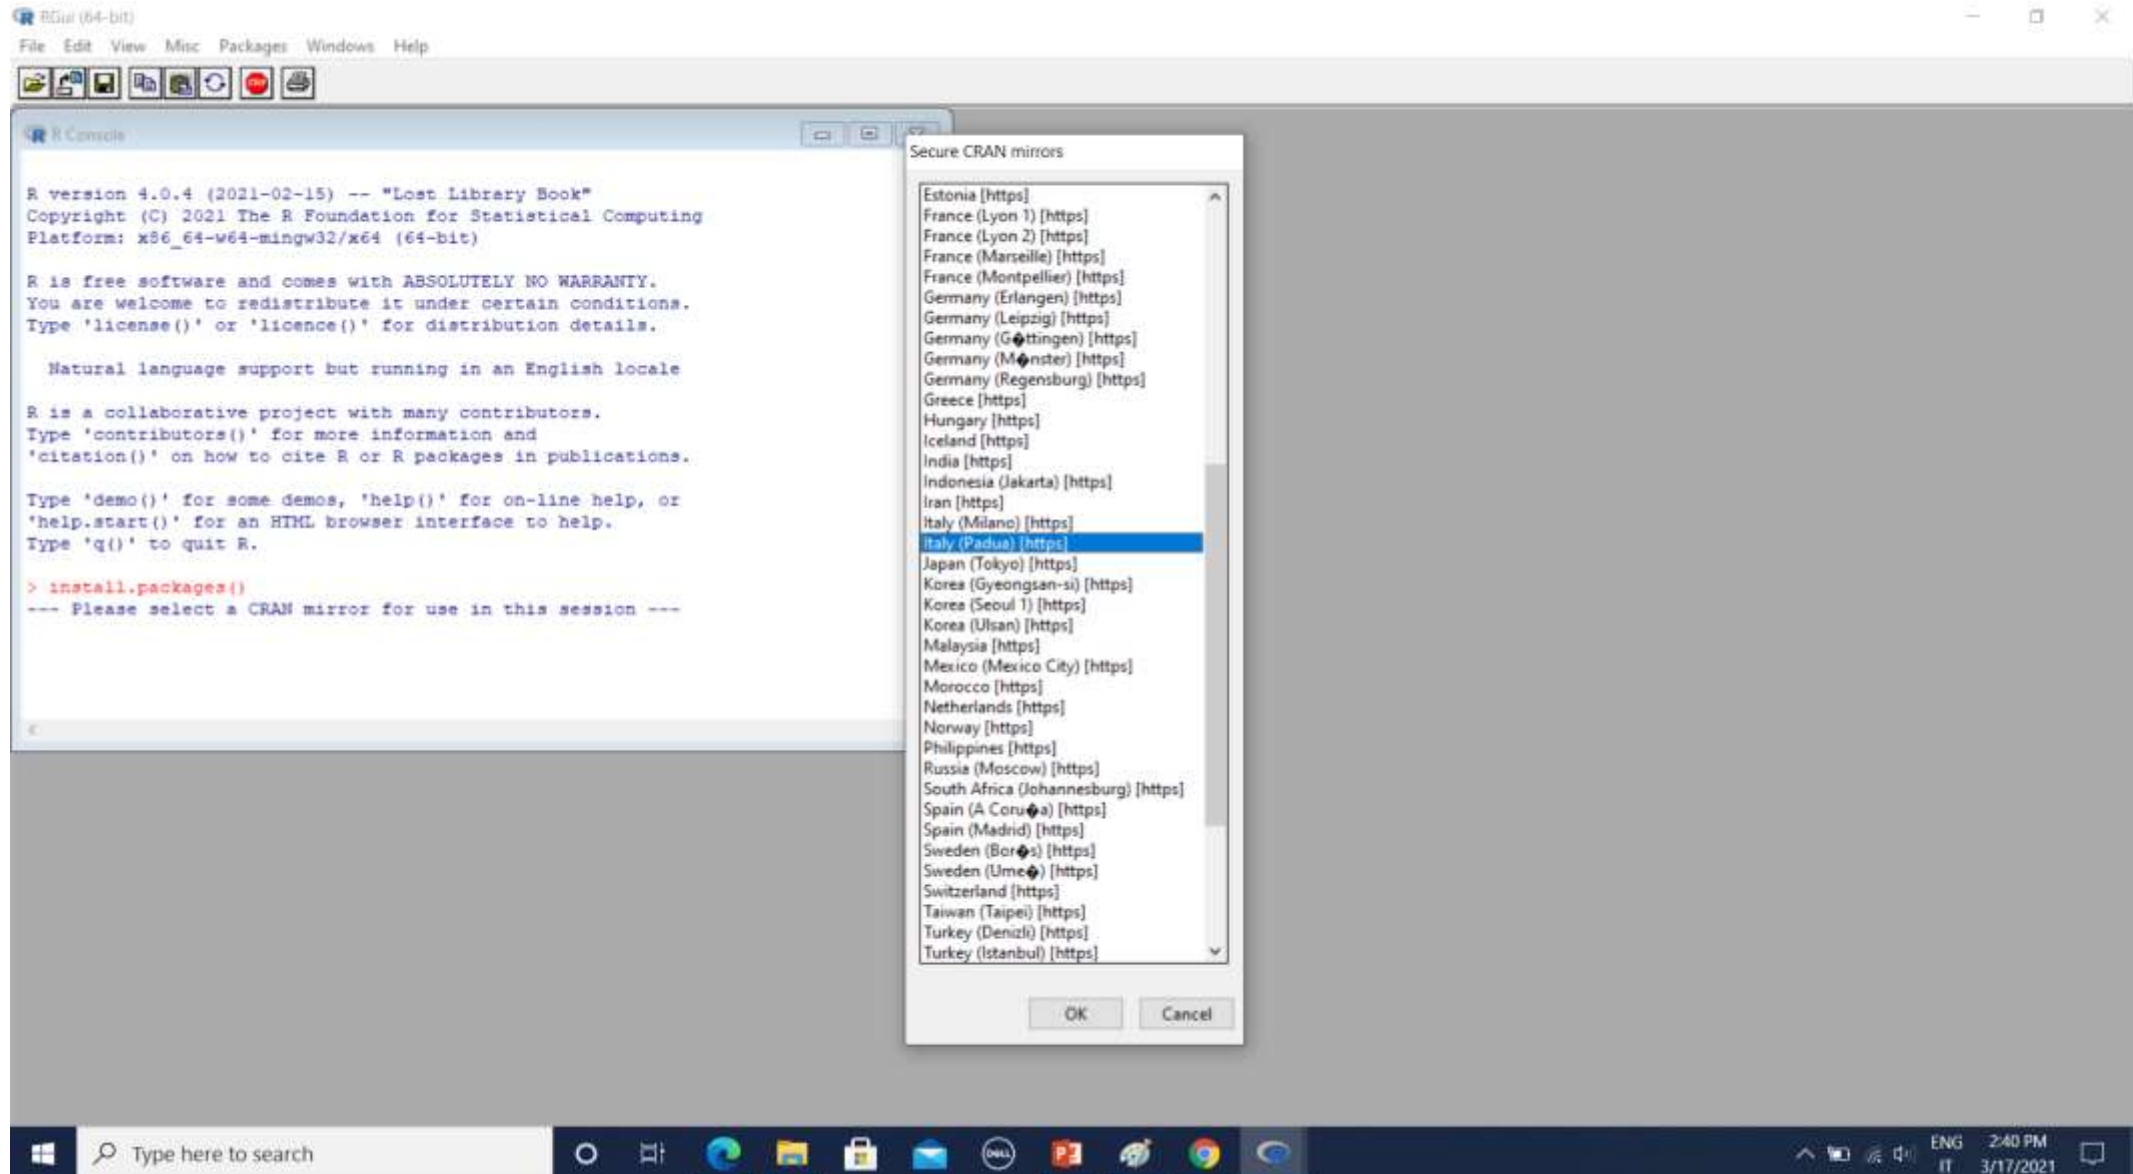 RGui (64-bit)
File Edit View Misc Packages Windows Help
STOP
R Console
R version 4.0.4 (2021-02-15) -- "Lost Library Book"
Copyright (C) 2021 The R Foundation for Statistical Computing
Platform: x86_64-w64-mingw32/x64 (64-bit)
R is free software and comes with ABSOLUTELY NO WARRANTY.
You are welcome to redistribute it under certain conditions.
Type 'license()' or 'licence()' for distribution details.
Natural language support but running in an English locale
R is a collaborative project with many contributors.
Type 'contributors()' for more information and
'citation()' on how to cite R or R packages in publications.
Type 'demo()' for some demos, 'help()' for on-line help, or
'help.start()' for an HTML browser interface to help.
Type 'q()' to quit R.
> install.packages()
--- Please select a CRAN mirror for use in this session ---
Secure CRAN mirrors
Estonia [https]
France (Lyon 1) [https]
France (Lyon 2) [https]
France (Marseille) [https]
France (Montpellier) [https]
Germany (Erlangen) [https]
Germany (Leipzig) [https]
Germany (G�ttingen) [https]
Germany (M�nster) [https]
Germany (Regensburg) [https]
Greece [https]
Hungary [https]
Iceland [https]
India [https]
Indonesia (Jakarta) [https]
Iran [https]
Italy (Milano) [https]
Italy (Padua) [https]
Japan (Tokyo) [https]
Korea (Gyeongsan-si) [https]
Korea (Seoul 1) [https]
Korea (Ulsan) [https]
Malaysia [https]
Mexico (Mexico City) [https]
Morocco [https]
Netherlands [https]
Norway [https]
Philippines [https]
Russia (Moscow) [https]
South Africa (Johannesburg) [https]
Spain (A Coru�a) [https]
Spain (Madrid) [https]
Sweden (Bor�s) [https]
Sweden (Ume�) [https]
Switzerland [https]
Taiwan (Taipei) [https]
Turkey (Denizli) [https]
Turkey (Istanbul) [https]
OK Cancel
Type here to search
DELL
ENG 2:40 PM
IT 3/17/2021